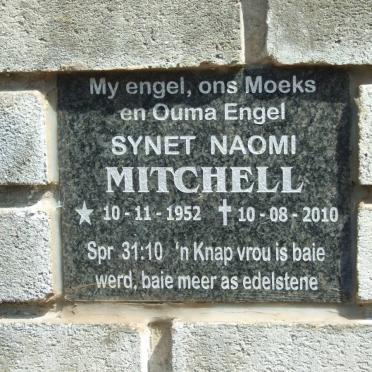 My engel, ons Moeks
en Ouma Engel
SYNET NAOMI
MITCHELL
10 - 11 - 1952 10 - 08 - 2010
Spr 31:10 'n Knap vrou is baie
werd, baie meer as edelstene